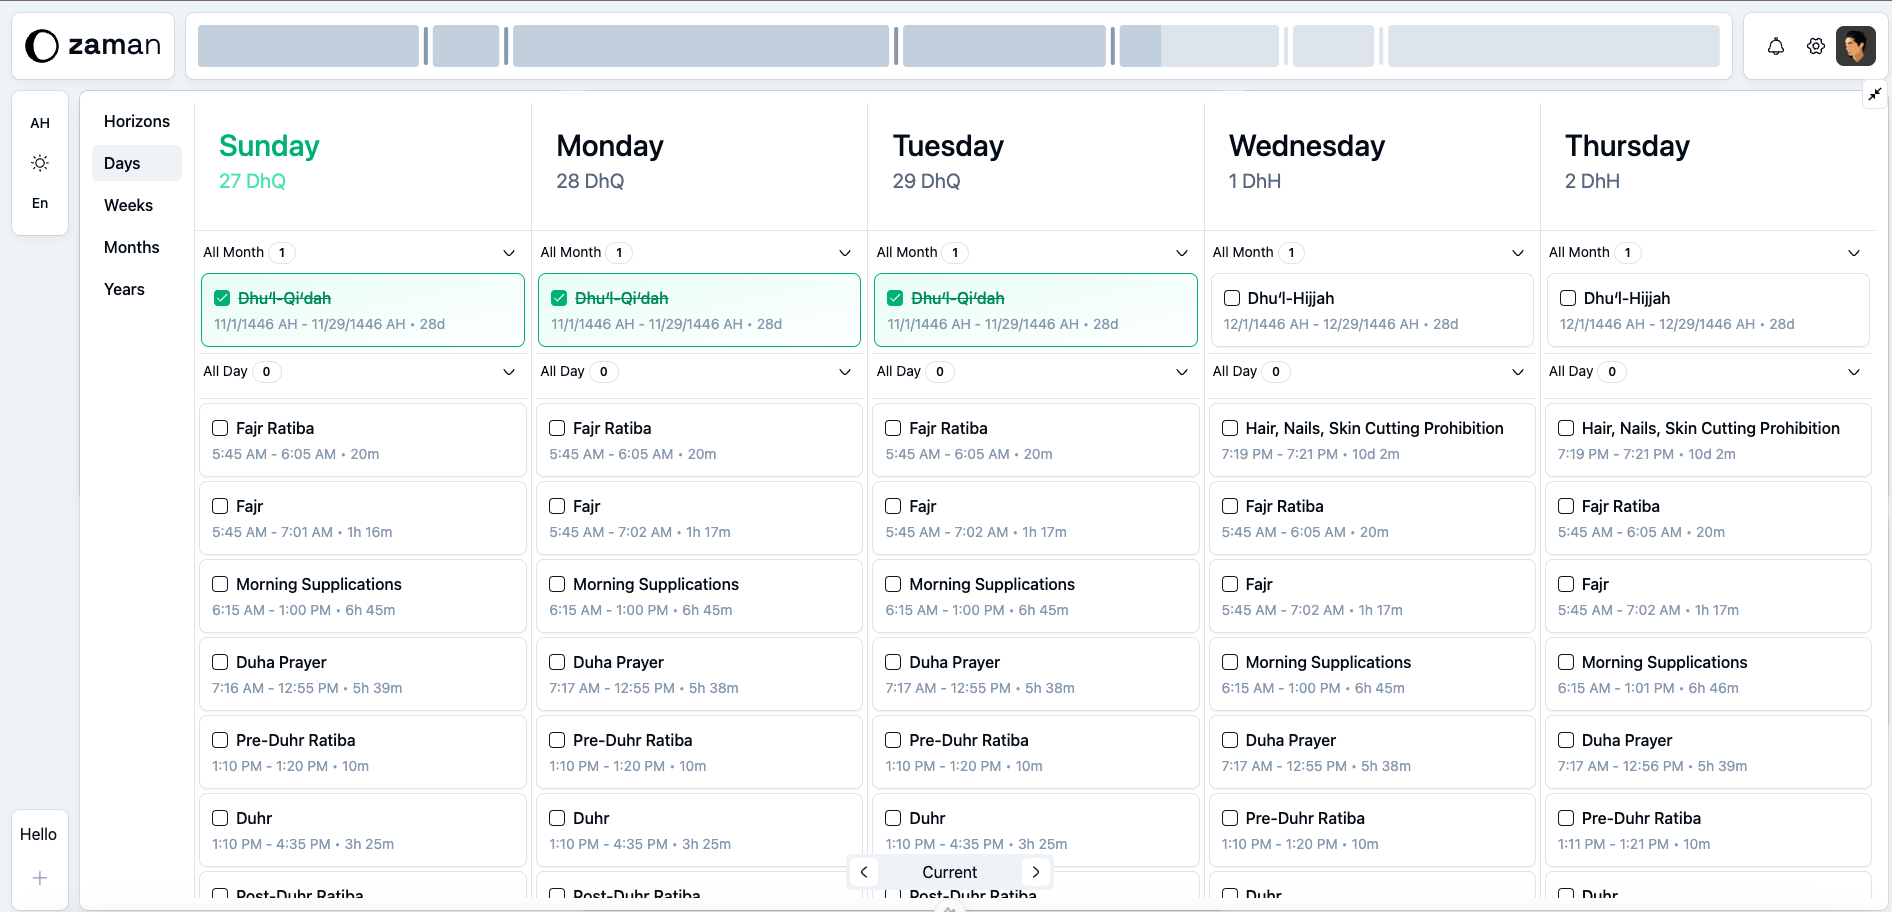 zaman
AH
En
Hello
Horizons
Days
Weeks
Months
Years
Sunday
27 DhQ
All Month 1
Dhuʻl-Qiʻdah
11/1/1446 AH - 11/29/1446 AH • 28d
All Day 0
Fajr Ratiba
5:45 AM - 6:05 AM • 20m
Fajr
5:45 AM - 7:01 AM • 1h 16m
Morning Supplications
6:15 AM - 1:00 PM • 6h 45m
Duha Prayer
7:16 AM - 12:55 PM • 5h 39m
Pre-Duhr Ratiba
1:10 PM - 1:20 PM • 10m
Duhr
1:10 PM - 4:35 PM • 3h 25m
Post-Duhr Ratiba
Monday
28 DhQ
All Month 1
Dhuʻl-Qiʻdah
11/1/1446 AH - 11/29/1446 AH • 28d
All Day 0
Fajr Ratiba
5:45 AM - 6:05 AM • 20m
Fajr
5:45 AM - 7:02 AM • 1h 17m
Morning Supplications
6:15 AM - 1:00 PM • 6h 45m
Duha Prayer
7:17 AM - 12:55 PM • 5h 38m
Pre-Duhr Ratiba
1:10 PM - 1:20 PM • 10m
Duhr
1:10 PM - 4:35 PM • 3h 25m
Post-Duhr Ratiba
Tuesday
29 DhQ
All Month 1
Dhuʻl-Qiʻdah
11/1/1446 AH - 11/29/1446 AH • 28d
All Day 0
Fajr Ratiba
5:45 AM - 6:05 AM • 20m
Fajr
5:45 AM - 7:02 AM • 1h 17m
Morning Supplications
6:15 AM - 1:00 PM • 6h 45m
Duha Prayer
7:17 AM - 12:55 PM • 5h 38m
Pre-Duhr Ratiba
1:10 PM - 1:20 PM • 10m
Duhr
1:10 PM - 4:35 PM • 3h 25m
Post-Duhr Ratiba
Wednesday
1 DhH
All Month 1
Dhuʻl-Hijjah
12/1/1446 AH - 12/29/1446 AH • 28d
All Day 0
Hair, Nails, Skin Cutting Prohibition
7:19 PM - 7:21 PM • 10d 2m
Fajr Ratiba
5:45 AM - 6:05 AM • 20m
Fajr
5:45 AM - 7:02 AM • 1h 17m
Morning Supplications
6:15 AM - 1:00 PM • 6h 45m
Duha Prayer
7:17 AM - 12:55 PM • 5h 38m
Pre-Duhr Ratiba
1:10 PM - 1:20 PM • 10m
Duhr
Thursday
2 DhH
All Month 1
Dhuʻl-Hijjah
12/1/1446 AH - 12/29/1446 AH • 28d
All Day 0
Hair, Nails, Skin Cutting Prohibition
7:19 PM - 7:21 PM • 10d 2m
Fajr Ratiba
5:45 AM - 6:05 AM • 20m
Fajr
5:45 AM - 7:02 AM • 1h 17m
Morning Supplications
6:15 AM - 1:01 PM • 6h 46m
Duha Prayer
7:17 AM - 12:56 PM • 5h 39m
Pre-Duhr Ratiba
1:11 PM - 1:21 PM • 10m
Duhr
Current